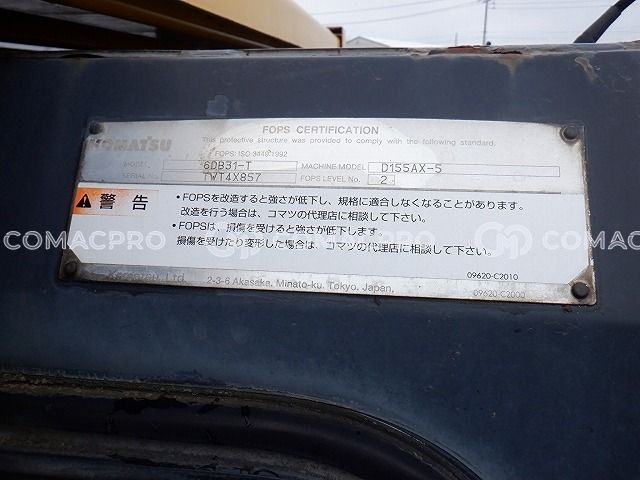 FOPS CERTIFICATION
KOMATSU
This protective structure was provided to comply with the following standard.
FOPS: ISO 3449:1992
MODEL 6DB31-T MACHINE MODEL D155AX-5
SERIAL No. TWT4X857 FOPS LEVEL No. 2
警告
・FOPSを改造すると強さが低下し、規格に適合しなくなることがあります。
改造を行う場合は、コマツの代理店に相談して下さい。
・FOPSは、損傷を受けると強さが低下します。
損傷を受けたり変形した場合は、コマツの代理店に相談して下さい。
09620-C2010
Ltd.
2-3-6 Akasaka, Minato-ku, Tokyo, Japan.
09620-C2000
COMACPRO
COMACPRO